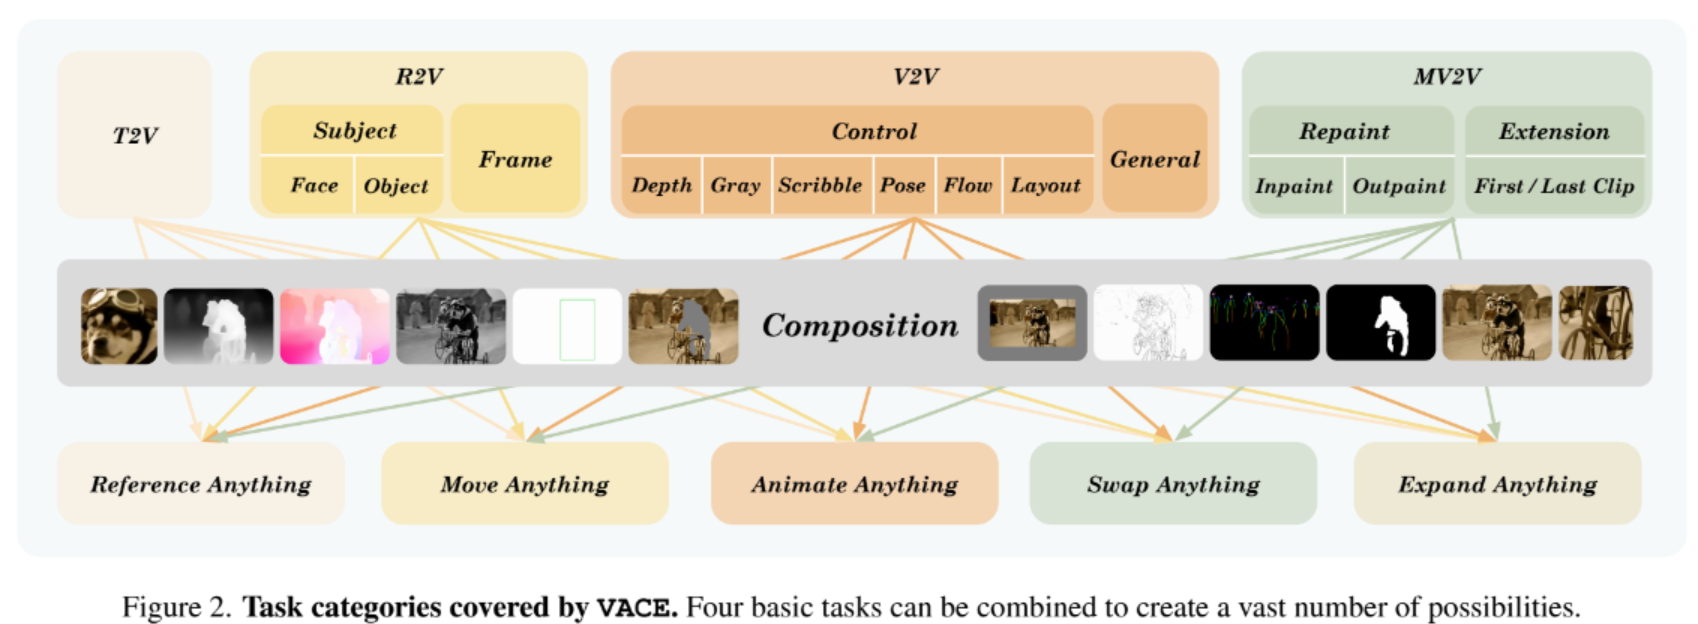 T2V
R2V
Subject
Face
Object
Frame
V2V
Control
Depth
Gray
Scribble
Pose
Flow
Layout
General
MV2V
Repaint
Inpaint
Outpaint
Extension
First / Last Clip
Composition
Reference Anything
Move Anything
Animate Anything
Swap Anything
Expand Anything
Figure 2. Task categories covered by VACE. Four basic tasks can be combined to create a vast number of possibilities.